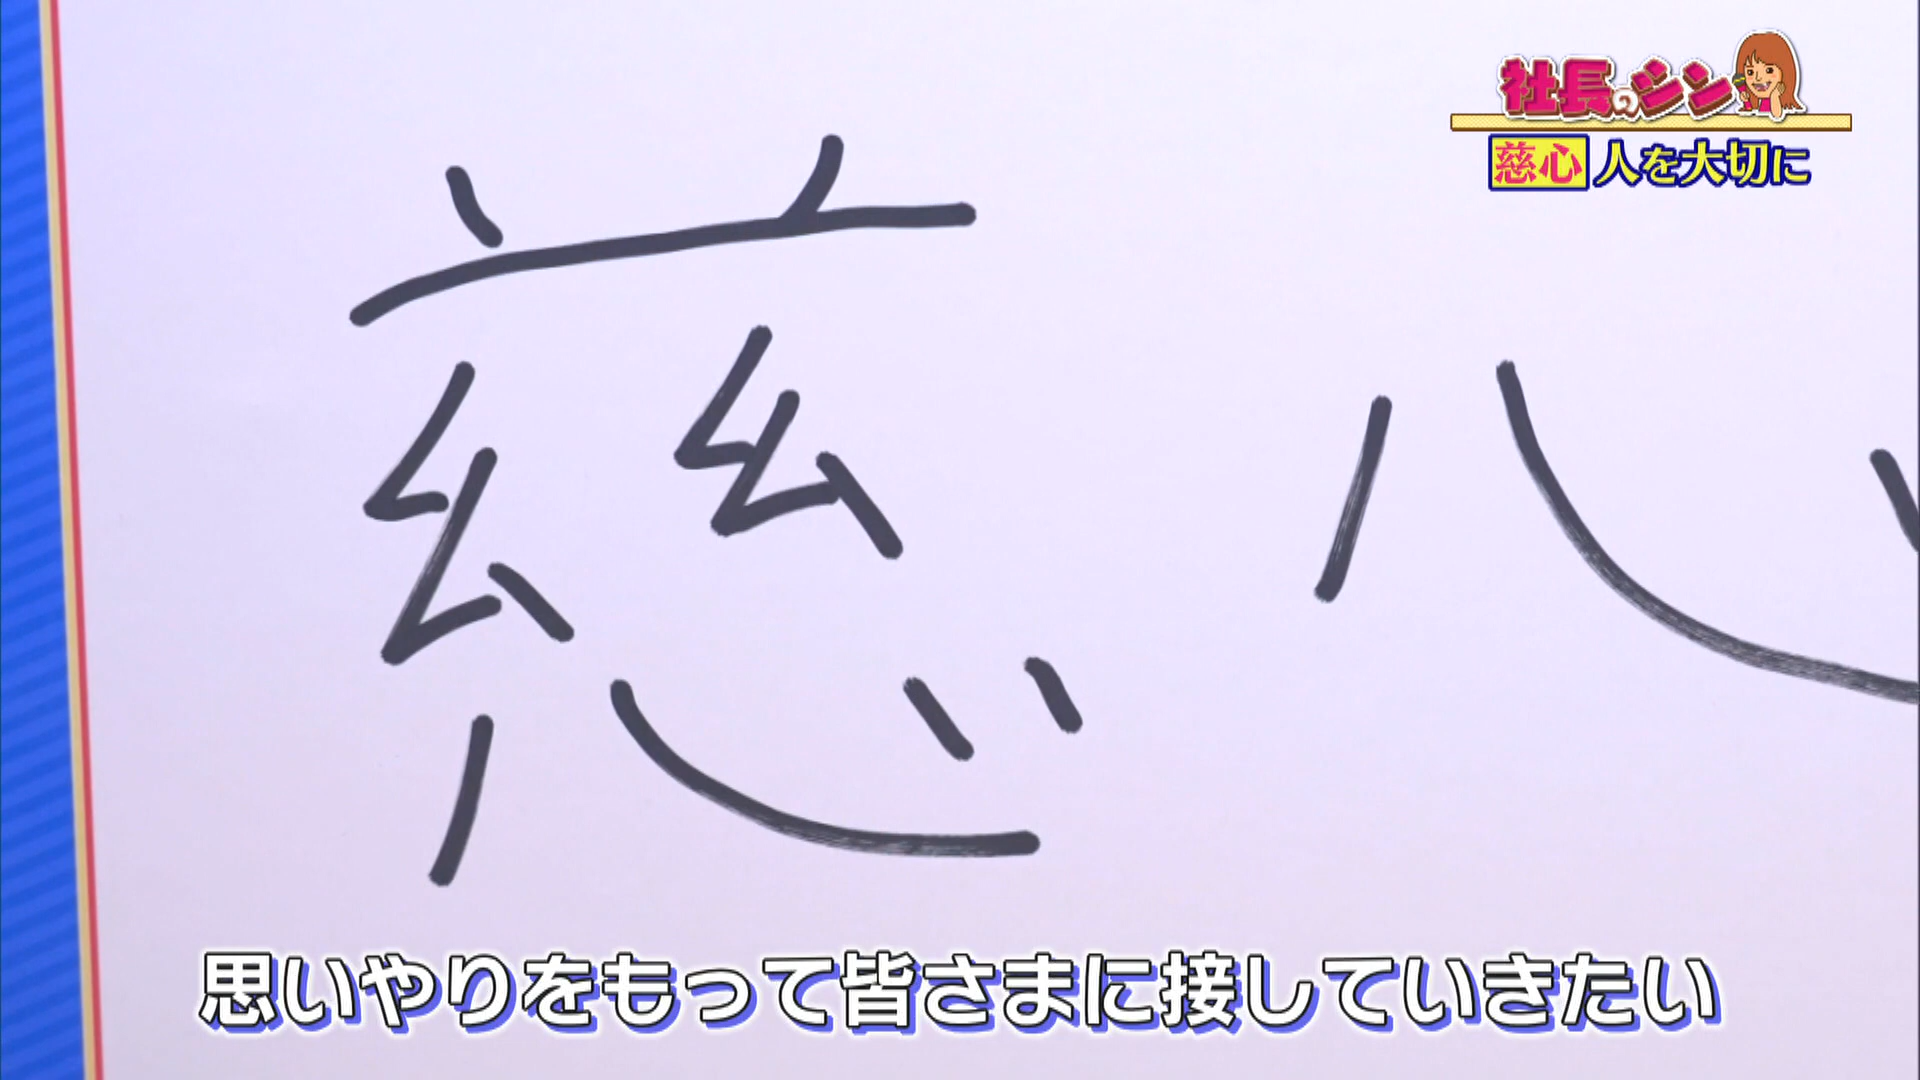 社長のシン
慈心 人を大切に
慈心
思いやりをもって皆さまに接していきたい